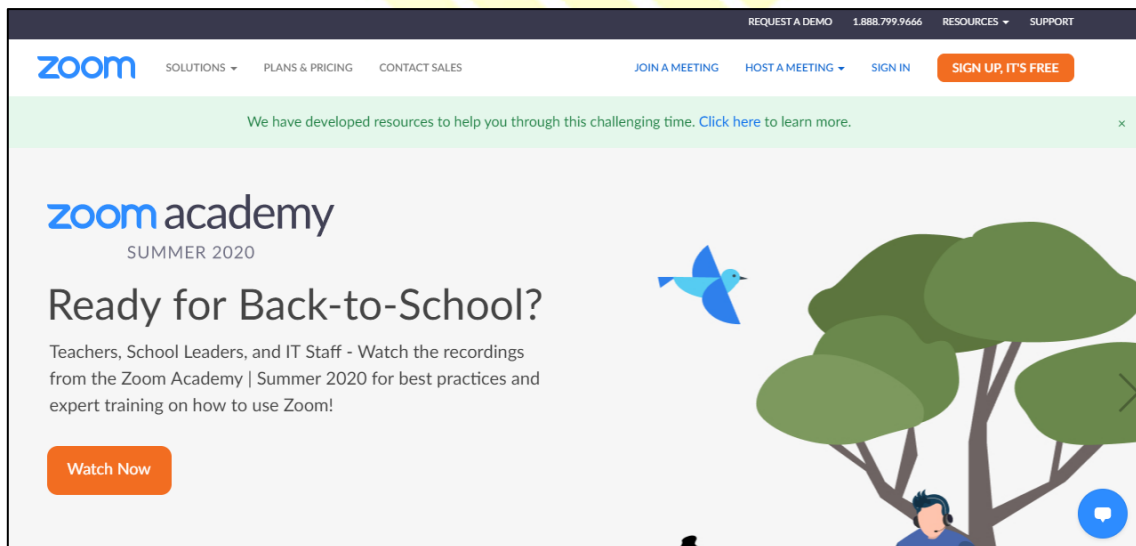 REQUEST A DEMO 1.888.799.9666 RESOURCES SUPPORT
zoom SOLUTIONS PLANS & PRICING CONTACT SALES JOIN A MEETING HOST A MEETING SIGN IN SIGN UP, IT'S FREE
We have developed resources to help you through this challenging time. Click here to learn more. ×
zoom academy
SUMMER 2020
Ready for Back-to-School?
Teachers, School Leaders, and IT Staff - Watch the recordings
from the Zoom Academy | Summer 2020 for best practices and
expert training on how to use Zoom!
Watch Now